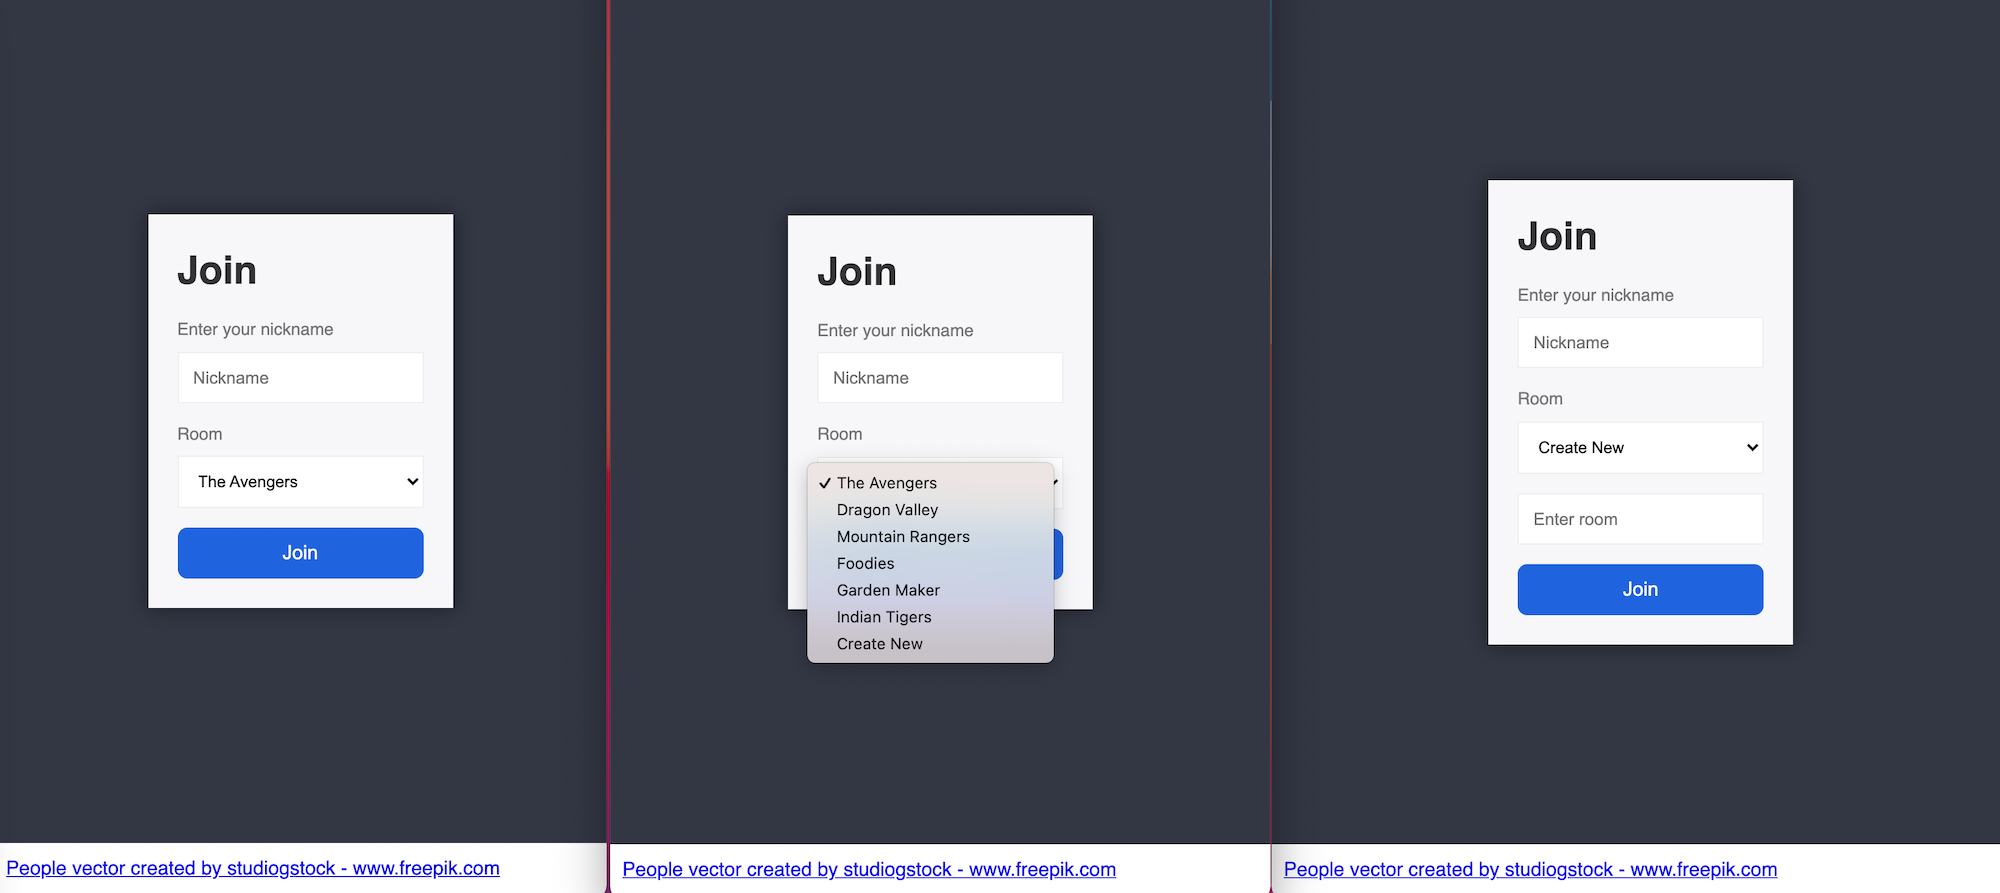 Join
Enter your nickname
Nickname
Room
The Avengers
Join
People vector created by studiogstock - www.freepik.com
Join
Enter your nickname
Nickname
Room
The Avengers
Dragon Valley
Mountain Rangers
Foodies
Garden Maker
Indian Tigers
Create New
People vector created by studiogstock - www.freepik.com
Join
Enter your nickname
Nickname
Room
Create New
Enter room
Join
People vector created by studiogstock - www.freepik.com